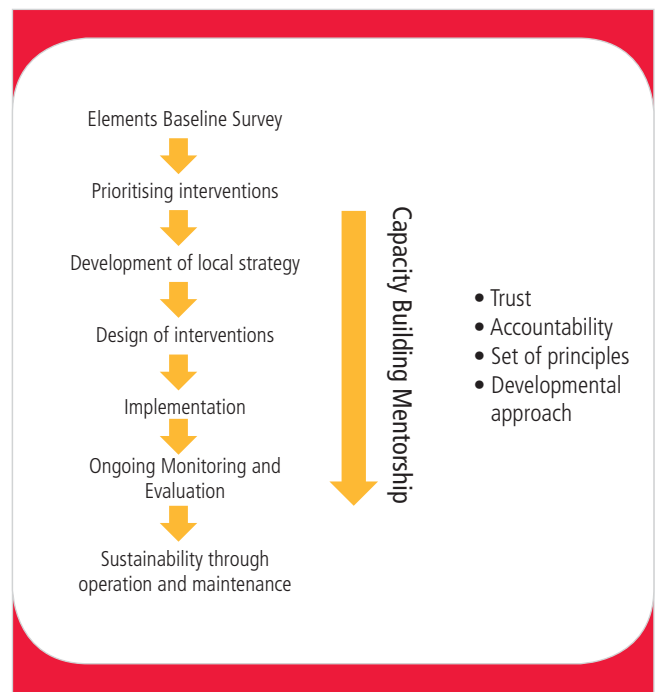 Elements Baseline Survey
Prioritising interventions
Development of local strategy
Design of interventions
Implementation
Ongoing Monitoring and
Evaluation
Sustainability through
operation and maintenance
Capacity Building Mentorship
• Trust
• Accountability
• Set of principles
• Developmental
approach